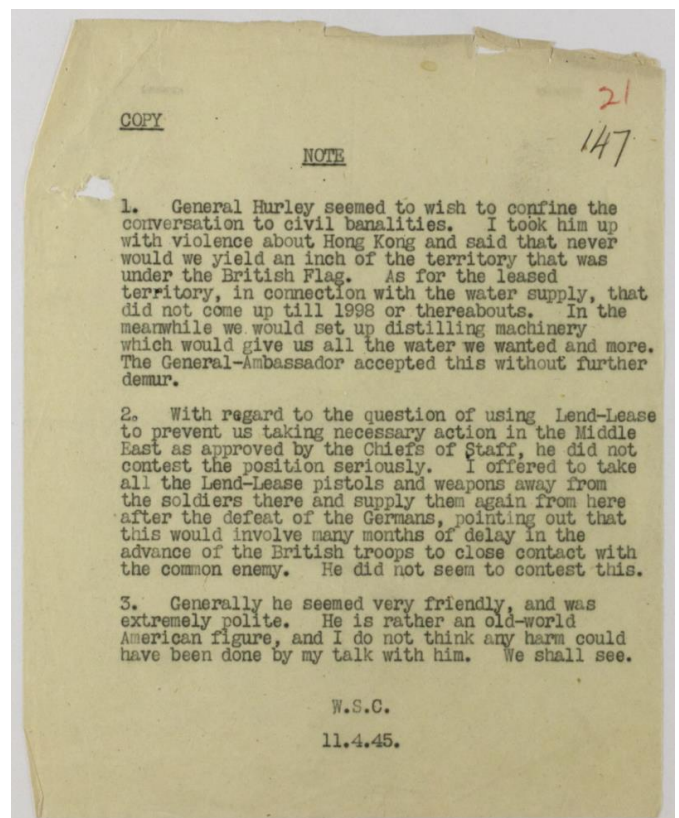 21
147
COPY
NOTE
1. General Hurley seemed to wish to confine the
conversation to civil banalities. I took him up
with violence about Hong Kong and said that never
would we yield an inch of the territory that was
under the British Flag. As for the leased
territory, in connection with the water supply, that
did not come up till 1998 or thereabouts. In the
meanwhile we would set up distilling machinery
which would give us all the water we wanted and more.
The General-Ambassador accepted this without further
demur.
2. With regard to the question of using Lend-Lease
to prevent us taking necessary action in the Middle
East as approved by the Chiefs of Staff, he did not
contest the position seriously. I offered to take
all the Lend-Lease pistols and weapons away from
the soldiers there and supply them again from here
after the defeat of the Germans, pointing out that
this would involve many months of delay in the
advance of the British troops to close contact with
the common enemy. He did not seem to contest this.
3. Generally he seemed very friendly, and was
extremely polite. He is rather an old-world
American figure, and I do not think any harm could
have been done by my talk with him. We shall see.
W.S.C.
11.4.45.